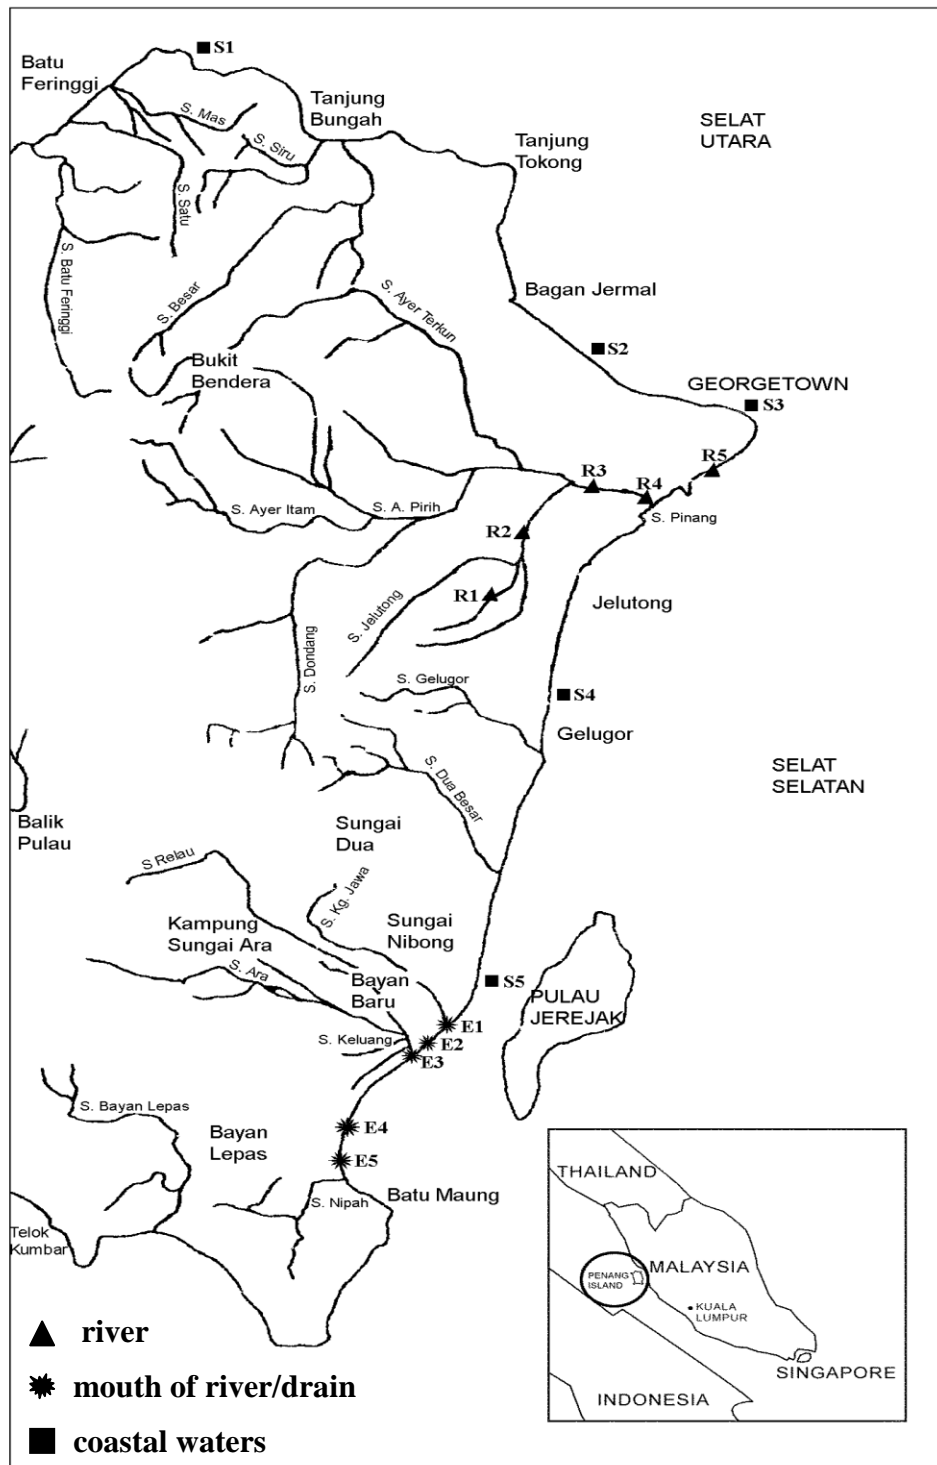 S1
Batu
Feringgi
S. Mas
Tanjung
Bungah
SELAT
UTARA
Tanjung
Tokong
S. Siru
S. Satu
S. Batu Feringgi
S. Besar
S. Ayer Terkun
Bagan Jermal
S2
Bukit
Bendera
GEORGETOWN
S3
R5
R3
R4
S. Ayer Itam
S. A. Pirih
S. Pinang
R2
R1
Jelutong
S. Jelutong
S. Dondang
S. Gelugor
S4
Gelugor
S. Dua Besar
SELAT
SELATAN
Balik
Pulau
Sungai
Dua
S Relau
S. Kg. Jawa
Kampung
Sungai Ara
Sungai
Nibong
S. Ara
Bayan
Baru
S5
PULAU
JEREJAK
E1
S. Keluang
E2
E3
S. Bayan Lepas
E4
Bayan
Lepas
E5
S. Nipah
Batu Maung
Telok
Kumbar
THAILAND
MALAYSIA
PENANG
ISLAND
KUALA
LUMPUR
SINGAPORE
INDONESIA
river
mouth of river/drain
coastal waters